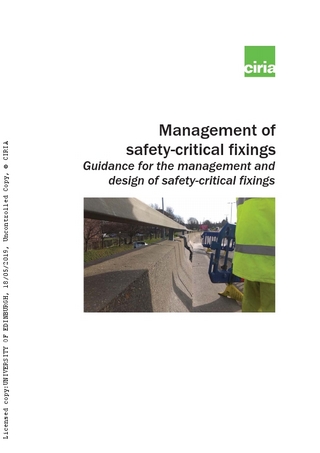 ciria
Management of
safety-critical fixings
Guidance for the management and
design of safety-critical fixings
Licensed copy:UNIVERSITY OF EDINBURGH, 18/05/2019, Uncontrolled Copy, © CIRIA